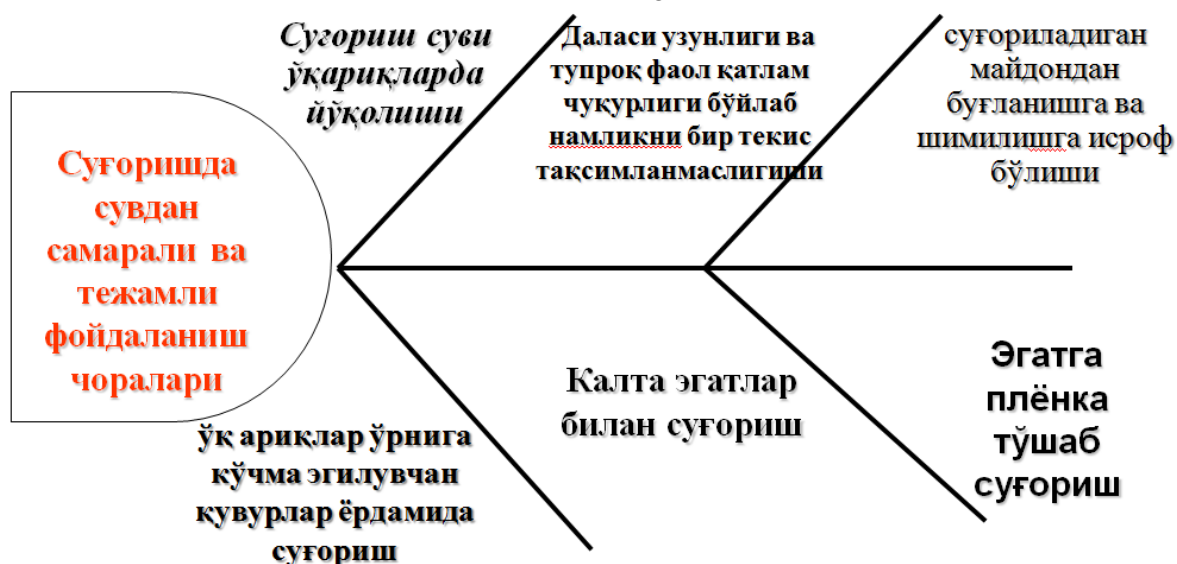 Суғориш суви
ўқариқларда
йўқолиши
Даласи узунлиги ва
тупроқ фаол қатлам
чуқурлиги бўйлаб
намликни бир текис
тақсимланмаслигиши
суғориладиган
майдондан
буғланишга ва
шимилишга исроф
бўлиши
Суғоришда
сувдан
самарали ва
тежамли
фойдаланиш
чоралари
ўқ ариқлар ўрнига
кўчма эгилувчан
қувурлар ёрдамида
суғориш
Калта эгатлар
билан суғориш
Эгатга
плёнка
тўшаб
суғориш